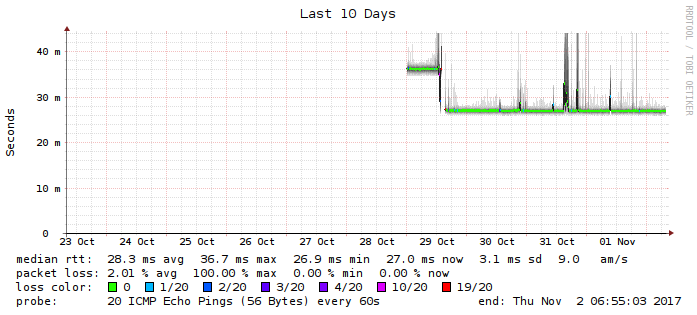 Last 10 Days
RRDTOOL / TOBI OETIKER
Seconds
40 m
30 m
20 m
10 m
0
23 Oct 24 Oct 25 Oct 26 Oct 27 Oct 28 Oct 29 Oct 30 Oct 31 Oct 01 Nov
median rtt: 28.3 ms avg 36.7 ms max 26.9 ms min 27.0 ms now 3.1 ms sd 9.0 am/s
packet loss: 2.01 % avg 100.00 % max 0.00 % min 0.00 % now
loss color: 0 1/20 2/20 3/20 4/20 10/20 19/20
probe: 20 ICMP Echo Pings (56 Bytes) every 60s end: Thu Nov 2 06:55:03 2017